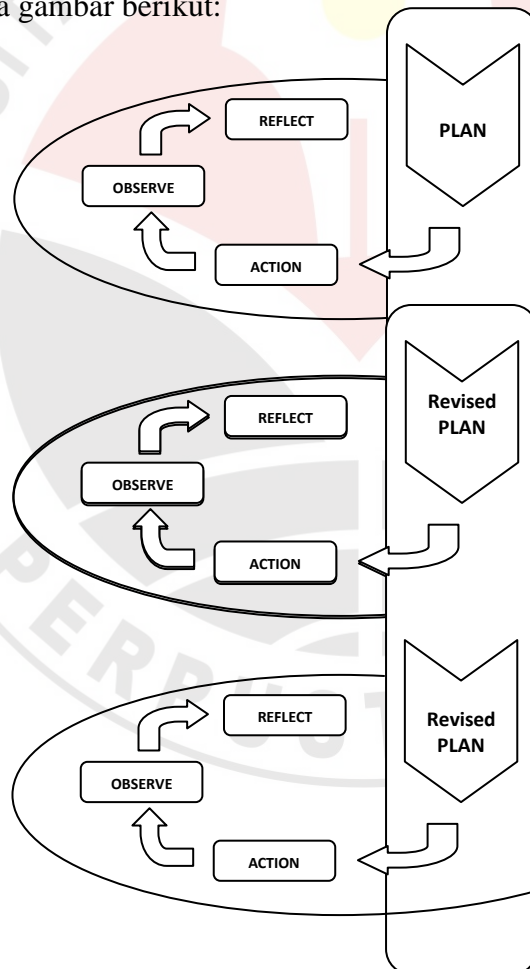 a gambar berikut:
REFLECT
PLAN
OBSERVE
ACTION
REFLECT
Revised
PLAN
OBSERVE
ACTION
REFLECT
Revised
PLAN
OBSERVE
ACTION